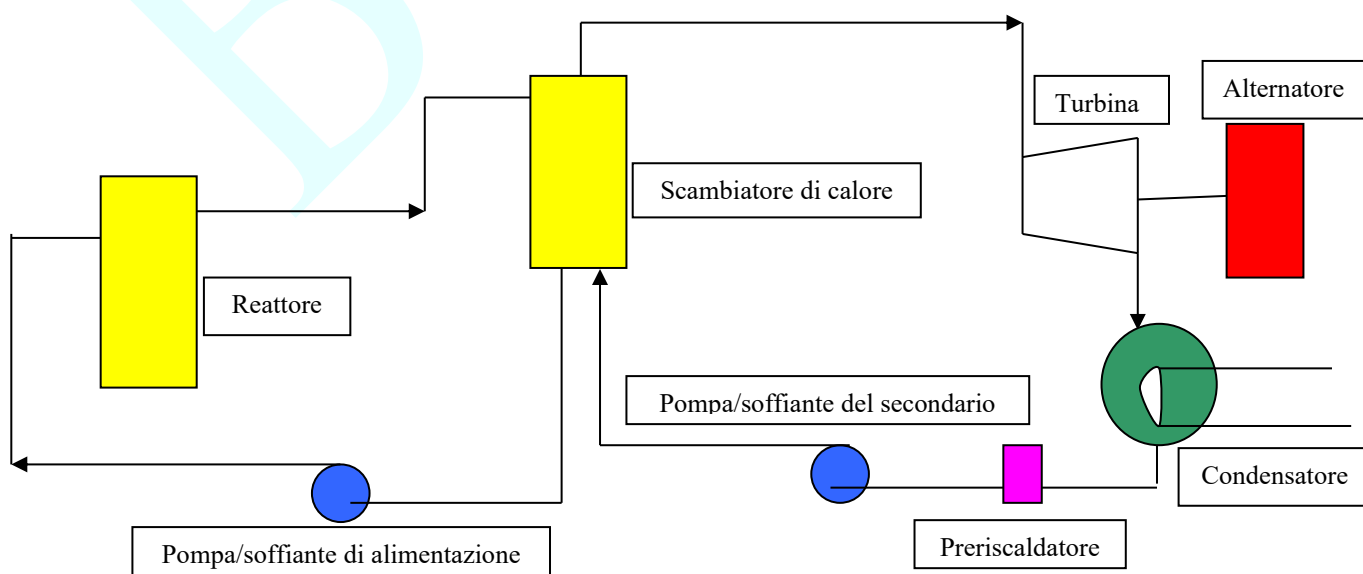 Turbina
Alternatore
Scambiatore di calore
Reattore
Pompa/soffiante del secondario
Condensatore
Pompa/soffiante di alimentazione
Preriscaldatore